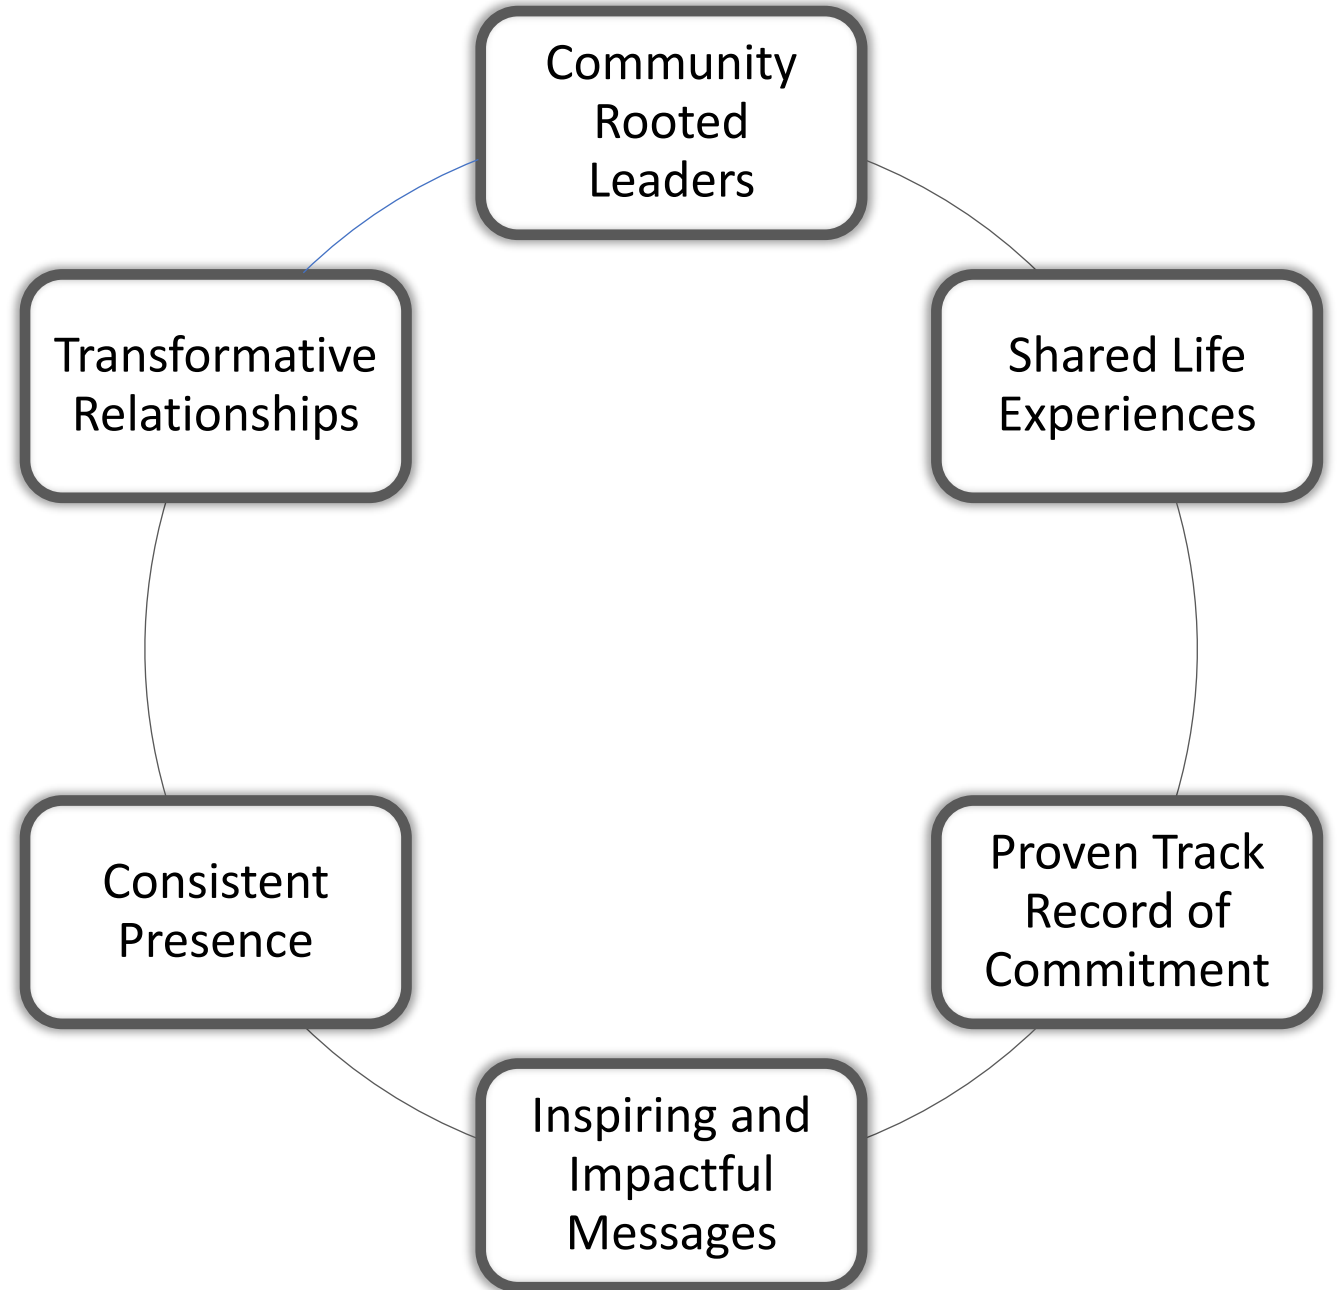 Community
Rooted
Leaders
Transformative
Relationships
Shared Life
Experiences
Consistent
Presence
Proven Track
Record of
Commitment
Inspiring and
Impactful
Messages